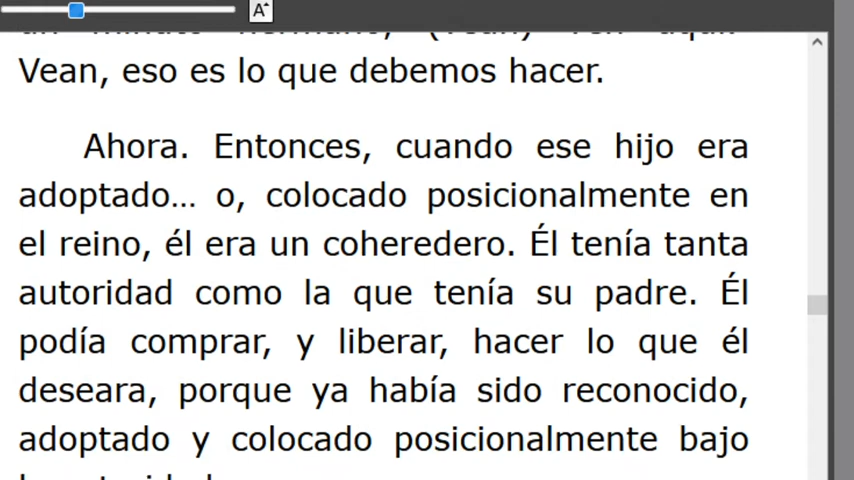 A
Vean, eso es lo que debemos hacer.
Ahora. Entonces, cuando ese hijo era
adoptado... o, colocado posicionalmente en
el reino, él era un coheredero. Él tenía tanta
autoridad como la que tenía su padre. Él
podía comprar, y liberar, hacer lo que él
deseara, porque ya había sido reconocido,
adoptado y colocado posicionalmente bajo